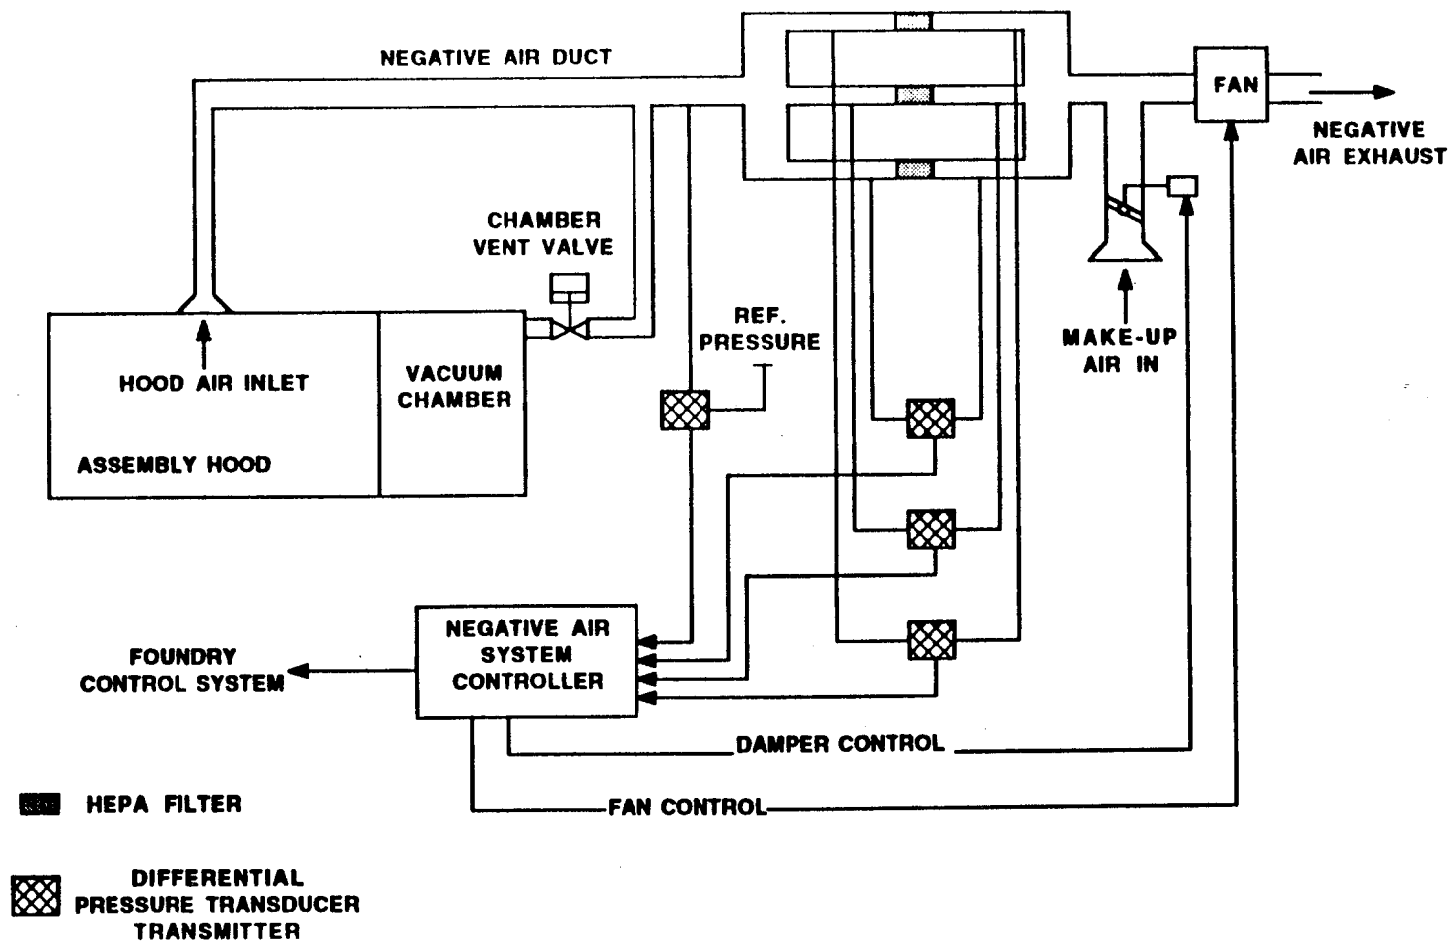 NEGATIVE AIR DUCT
FAN
NEGATIVE
AIR EXHAUST
CHAMBER
VENT VALVE
REF.
PRESSURE
MAKE-UP
AIR IN
HOOD AIR INLET
VACUUM
CHAMBER
ASSEMBLY HOOD
NEGATIVE AIR
SYSTEM
CONTROLLER
FOUNDRY
CONTROL SYSTEM
DAMPER CONTROL
FAN CONTROL
HEPA FILTER
DIFFERENTIAL
PRESSURE TRANSDUCER
TRANSMITTER